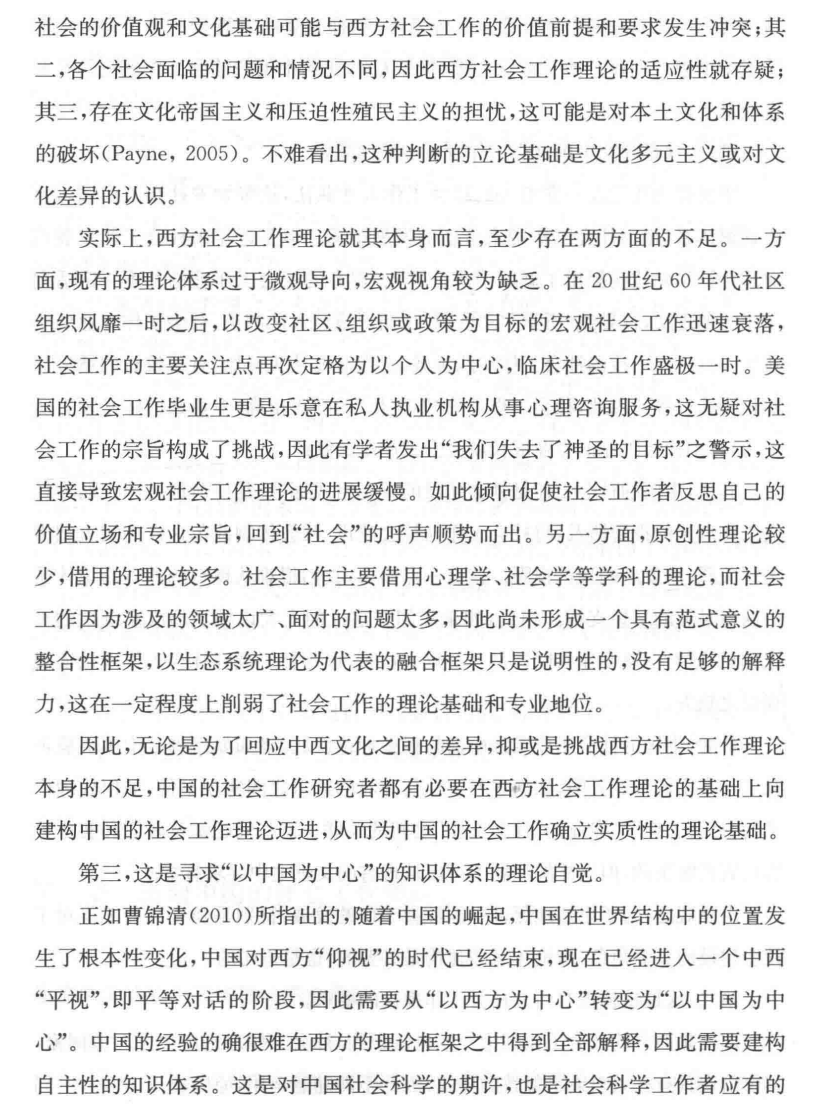 社会的价值观和文化基础可能与西方社会工作的价值前提和要求发生冲突;其
二,各个社会面临的问题和情况不同,因此西方社会工作理论的适应性就存疑;
其三,存在文化帝国主义和压迫性殖民主义的担忧,这可能是对本土文化和体系
的破坏(Payne, 2005)。不难看出,这种判断的立论基础是文化多元主义或对文
化差异的认识。
实际上,西方社会工作理论就其本身而言,至少存在两方面的不足。一方
面,现有的理论体系过于微观导向,宏观视角较为缺乏。在 20 世纪 60 年代社区
组织风靡一时之后,以改变社区、组织或政策为目标的宏观社会工作迅速衰落,
社会工作的主要关注点再次定格为以个人为中心,临床社会工作盛极一时。美
国的社会工作毕业生更是乐意在私人执业机构从事心理咨询服务,这无疑对社
会工作的宗旨构成了挑战,因此有学者发出“我们失去了神圣的目标”之警示,这
直接导致宏观社会工作理论的进展缓慢。如此倾向促使社会工作者反思自己的
价值立场和专业宗旨,回到“社会”的呼声顺势而出。另一方面,原创性理论较
少,借用的理论较多。社会工作主要借用心理学、社会学等学科的理论,而社会
工作因为涉及的领域太广、面对的问题太多,因此尚未形成一个具有范式意义的
整合性框架,以生态系统理论为代表的融合框架只是说明性的,没有足够的解释
力,这在一定程度上削弱了社会工作的理论基础和专业地位。
因此,无论是为了回应中西文化之间的差异,抑或是挑战西方社会工作理论
本身的不足,中国的社会工作研究者都有必要在西方社会工作理论的基础上向
建构中国的社会工作理论迈进,从而为中国的社会工作确立实质性的理论基础。
第三,这是寻求“以中国为中心”的知识体系的理论自觉。
正如曹锦清(2010)所指出的,随着中国的崛起,中国在世界结构中的位置发
生了根本性变化,中国对西方“仰视”的时代已经结束,现在已经进入一个中西
“平视”,即平等对话的阶段,因此需要从“以西方为中心”转变为“以中国为中
心”。中国的经验的确很难在西方的理论框架之中得到全部解释,因此需要建构
自主性的知识体系。这是对中国社会科学的期许,也是社会科学工作者应有的